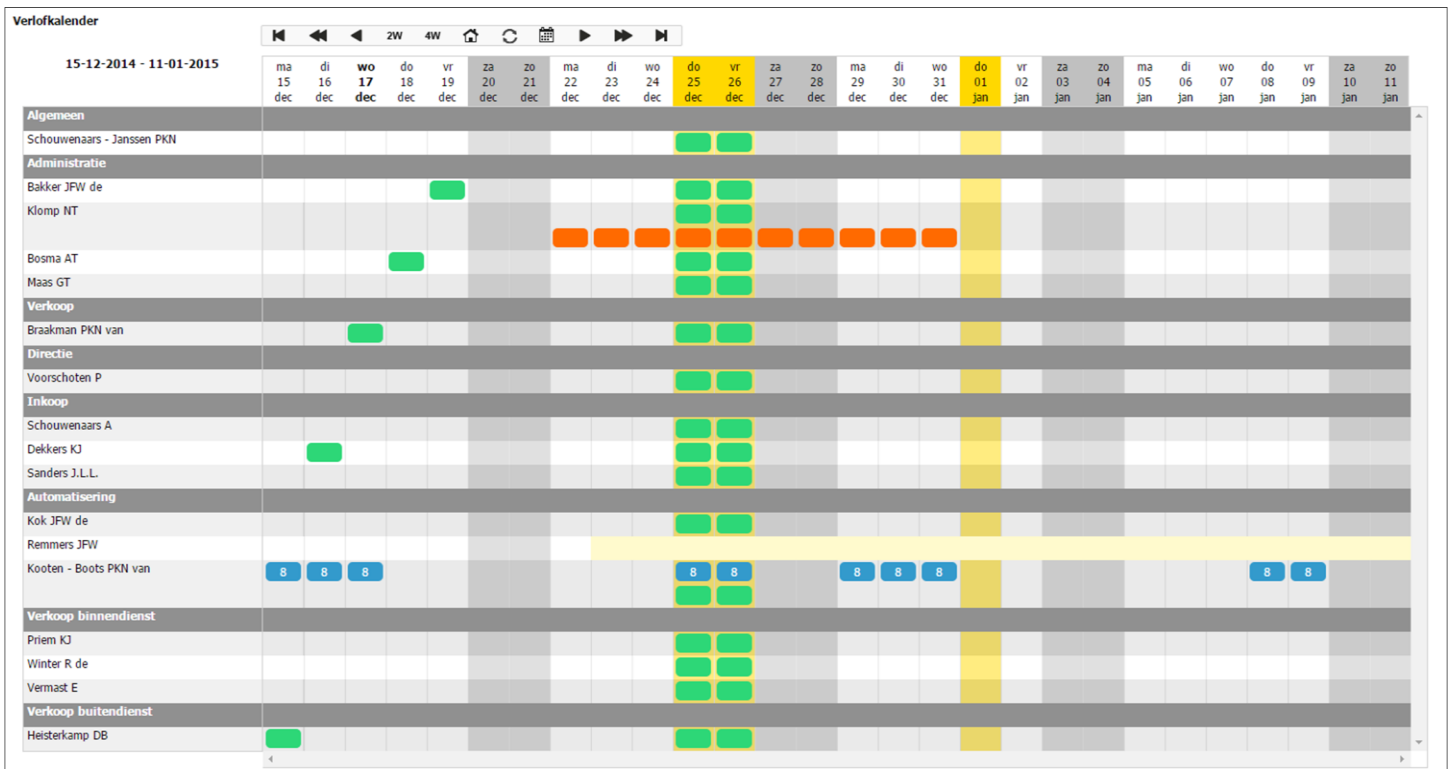 Verlofkalender
2W 4W
15-12-2014 - 11-01-2015
ma di wo do vr za zo ma di wo do vr za zo ma di wo do vr za zo ma di wo do vr za zo
15 16 17 18 19 20 21 22 23 24 25 26 27 28 29 30 31 01 02 03 04 05 06 07 08 09 10 11
dec dec dec dec dec dec dec dec dec dec dec dec dec dec dec dec dec jan jan jan jan jan jan jan jan jan jan jan
Algemeen
Schouwenaars - Janssen PKN
Administratie
Bakker JFW de
Klomp NT
Bosma AT
Maas GT
Verkoop
Braakman PKN van
Directie
Voorschoten P
Inkoop
Schouwenaars A
Dekkers KJ
Sanders J.L.L.
Automatisering
Kok JFW de
Remmers JFW
Kooten - Boots PKN van 8 8 8 8 8 8 8 8 8 8
Verkoop binnendienst
Priem KJ
Winter R de
Vermast E
Verkoop buitendienst
Heisterkamp DB